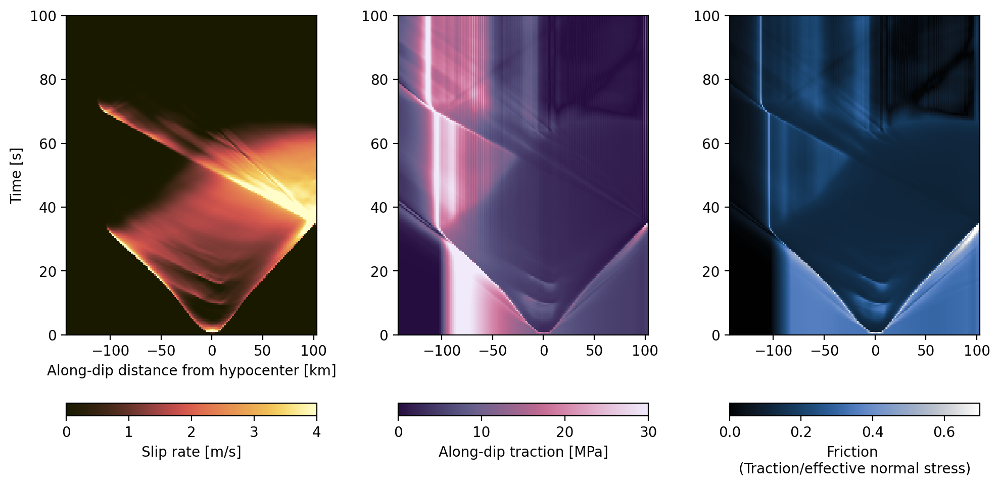 100
80
60
40
20
0
Time [s]
−100 −50 0 50 100
Along-dip distance from hypocenter [km]
0 1 2 3 4
Slip rate [m/s]
100
80
60
40
20
0
−100 −50 0 50 100
0 10 20 30
Along-dip traction [MPa]
100
80
60
40
20
0
−100 −50 0 50 100
0.0 0.2 0.4 0.6
Friction
(Traction/effective normal stress)